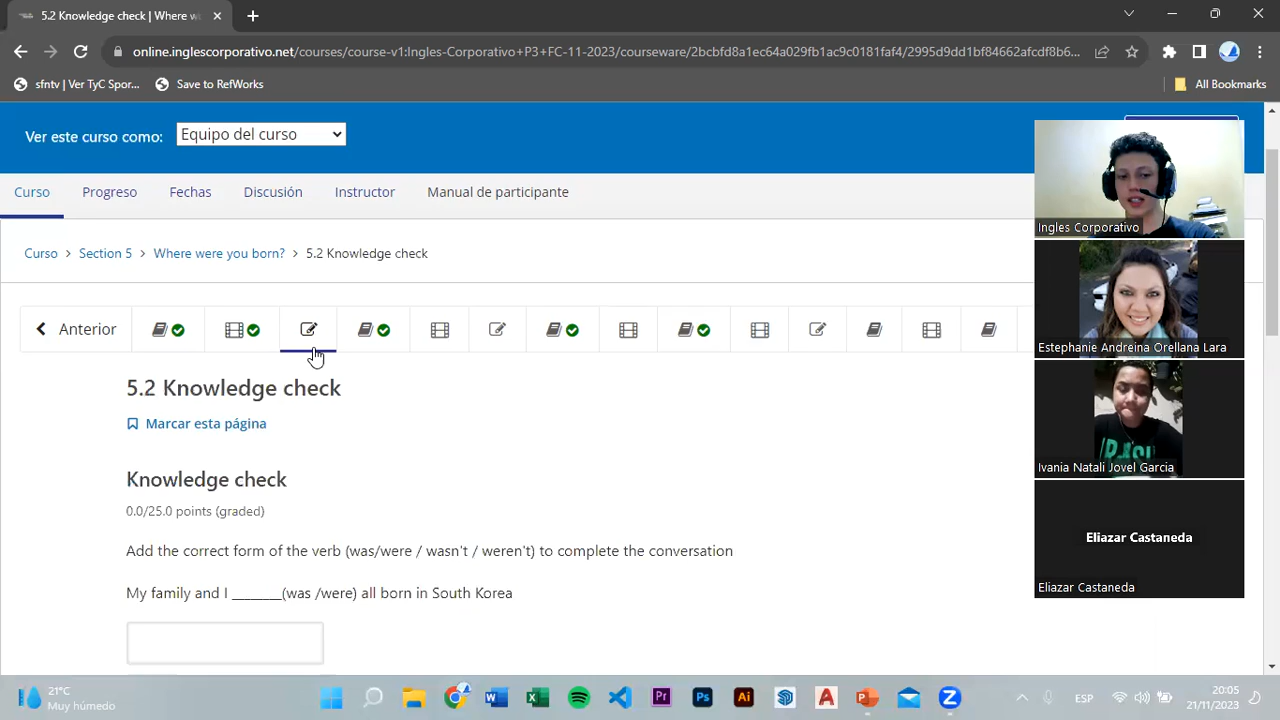 5.2 Knowledge check | Where w
online.inglescorporativo.net/courses/course-v1:Ingles-Corporativo+P3+FC-11-2023/courseware/2bcbfd8a1ec64a029fb1ac9c0181faf4/2995d9dd1bf84662afcdf8b6...
sfntv | Ver TyC Spor...
Save to RefWorks
All Bookmarks
Ver este curso como:
Equipo del curso
Curso
Progreso
Fechas
Discusión
Instructor
Manual de participante
Curso > Section 5 > Where were you born? > 5.2 Knowledge check
Anterior
5.2 Knowledge check
Marcar esta página
Knowledge check
0.0/25.0 points (graded)
Add the correct form of the verb (was/were / wasn't / weren't) to complete the conversation
My family and I ________(was /were) all born in South Korea
Ingles Corporativo
Estephanie Andreina Orellana Lara
Ivania Natali Jovel Garcia
Eliazar Castaneda
Eliazar Castaneda
21°C
Muy húmedo
ESP
20:05
21/11/2023